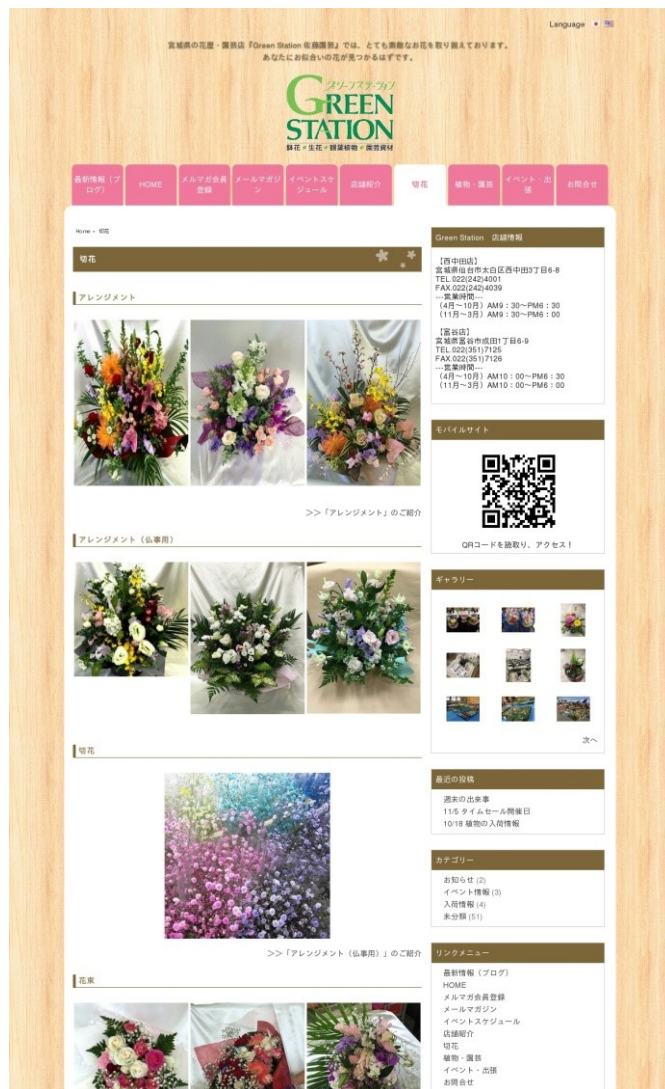 Language
宮城県の花屋・園芸店『Green Station 佐藤園芸』では、とても素敵なお花を取り揃えております。
あなたにお似合いの花が見つかるはずです。
グリーンステーション
GREEN
STATION
鉢花・生花・観葉植物・園芸資材
最新情報（ブログ）
HOME
メルマガ会員登録
メールマガジン
イベントスケジュール
店舗紹介
切花
植物・園芸
イベント・出張
お問合せ
Home » 切花
切花
アレンジメント
>>「アレンジメント」のご紹介
アレンジメント（仏事用）
切花
>>「アレンジメント（仏事用）」のご紹介
花束
Green Station 店舗情報
【西中田店】
宮城県仙台市太白区西中田3丁目6-8
TEL.022(242)4001
FAX.022(242)4039
---営業時間---
（4月〜10月）AM9：30〜PM6：30
（11月〜3月）AM9：30〜PM6：00
【富谷店】
宮城県富谷市成田1丁目6-9
TEL.022(351)7125
FAX.022(351)7126
---営業時間---
（4月〜10月）AM10：00〜PM6：30
（11月〜3月）AM10：00〜PM6：00
モバイルサイト
QRコードを読取り、アクセス！
ギャラリー
次へ
最近の投稿
週末の出来事
11/5 タイムセール開催日
10/18 植物の入荷情報
カテゴリー
お知らせ (2)
イベント情報 (3)
入荷情報 (4)
未分類 (51)
リンクメニュー
最新情報（ブログ）
HOME
メルマガ会員登録
メールマガジン
イベントスケジュール
店舗紹介
切花
植物・園芸
イベント・出張
お問合せ